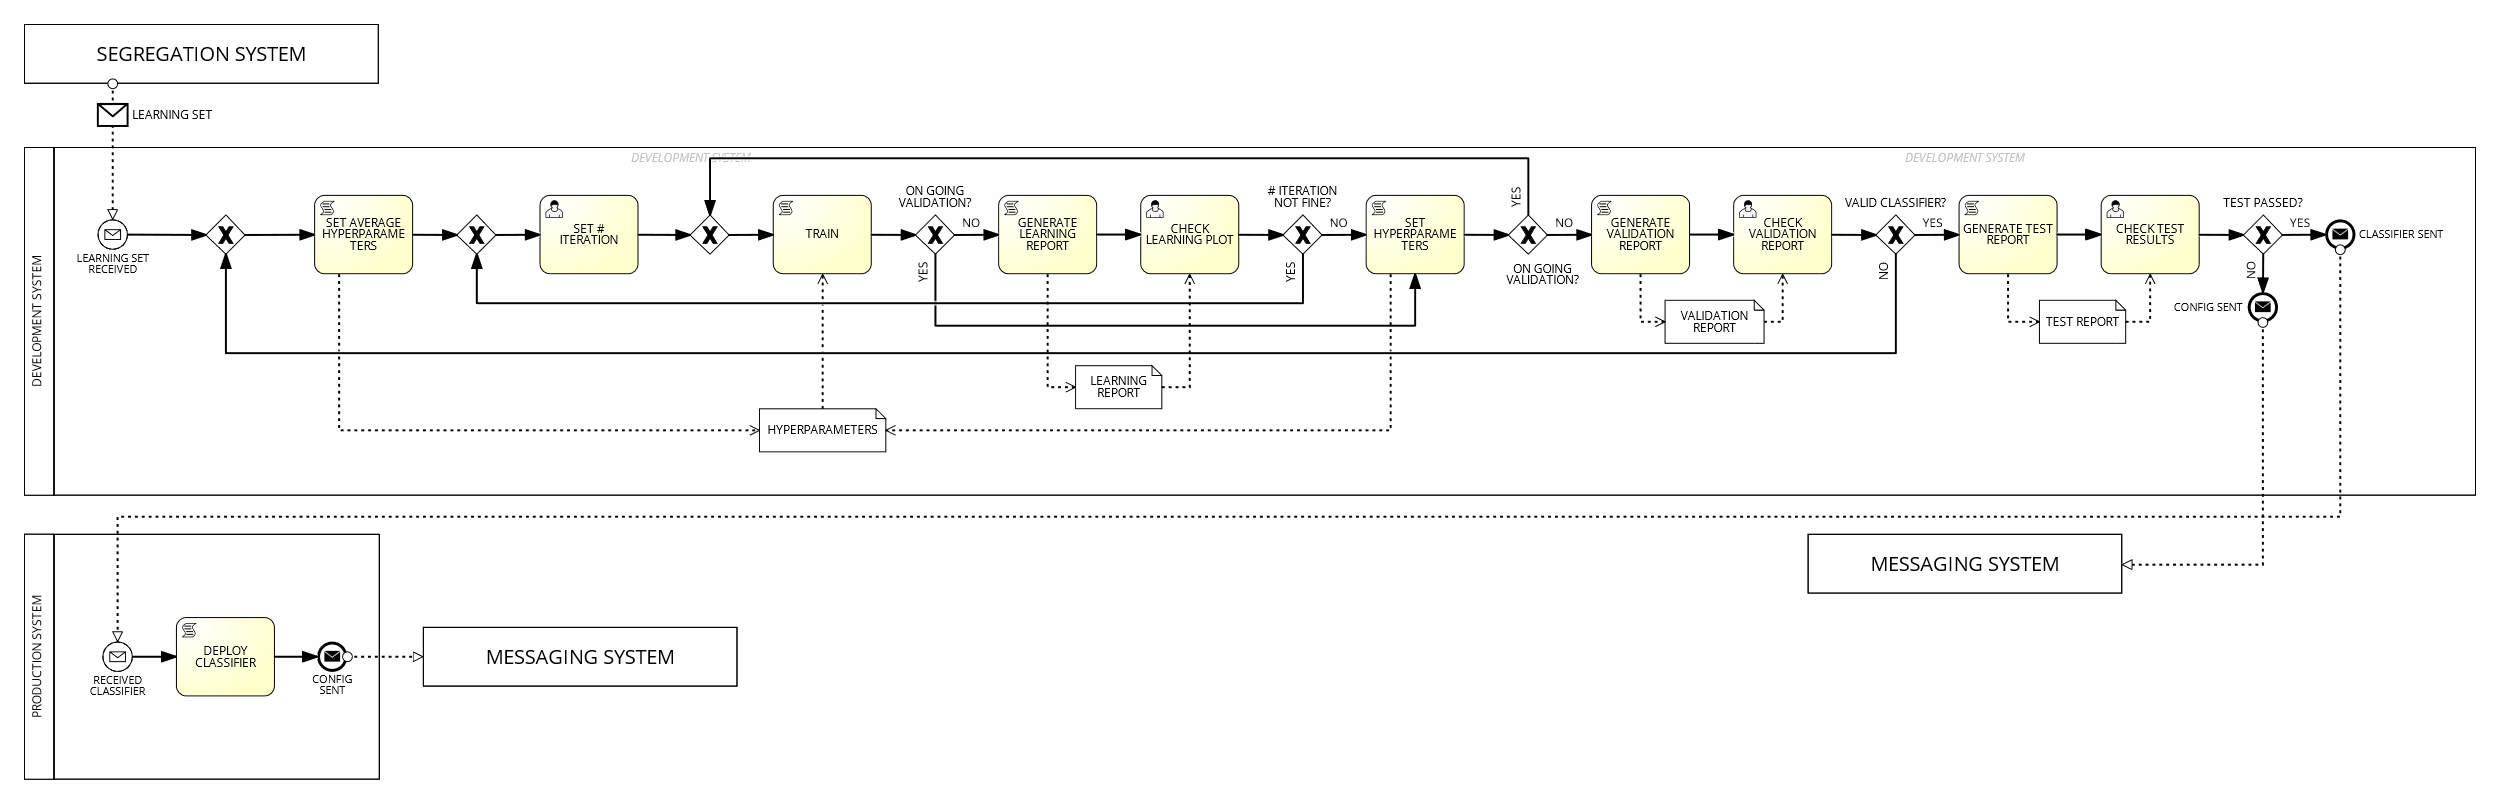 SEGREGATION SYSTEM
LEARNING SET
DEVELOPMENT SYSTEM
DEVELOPMENT SYSTEM
DEVELOPMENT SYSTEM
LEARNING SET
RECEIVED
SET AVERAGE
HYPERPARAME
TERS
SET #
ITERATION
TRAIN
ON GOING
VALIDATION?
NO
YES
GENERATE
LEARNING
REPORT
CHECK
LEARNING PLOT
# ITERATION
NOT FINE?
NO
YES
SET
HYPERPARAME
TERS
YES
NO
ON GOING
VALIDATION?
GENERATE
VALIDATION
REPORT
CHECK
VALIDATION
REPORT
VALID CLASSIFIER?
YES
NO
GENERATE TEST
REPORT
CHECK TEST
RESULTS
TEST PASSED?
YES
NO
CLASSIFIER SENT
CONFIG SENT
VALIDATION
REPORT
TEST REPORT
LEARNING
REPORT
HYPERPARAMETERS
PRODUCTION SYSTEM
RECEIVED
CLASSIFIER
DEPLOY
CLASSIFIER
CONFIG
SENT
MESSAGING SYSTEM
MESSAGING SYSTEM